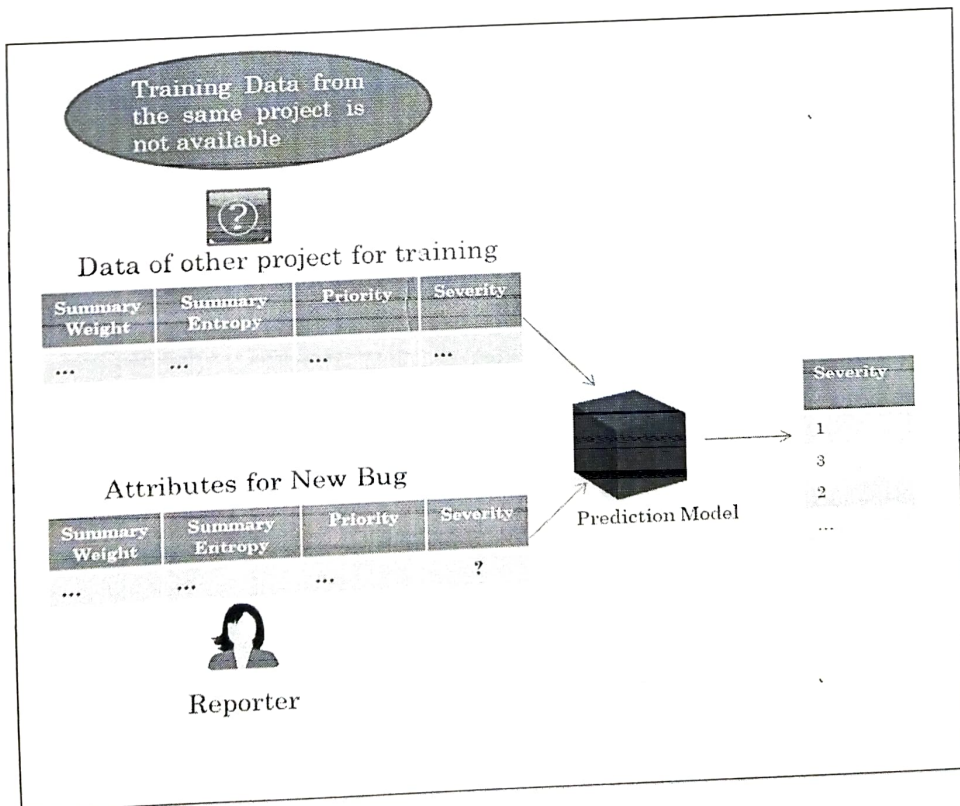 Training Data from
the same project is
not available
?
Data of other project for training
Summary Weight Summary Entropy Priority Severity
... ... ... ...
Attributes for New Bug
Summary Weight Summary Entropy Priority Severity
... ... ... ?
Reporter
Prediction Model
Severity
1
3
2
...